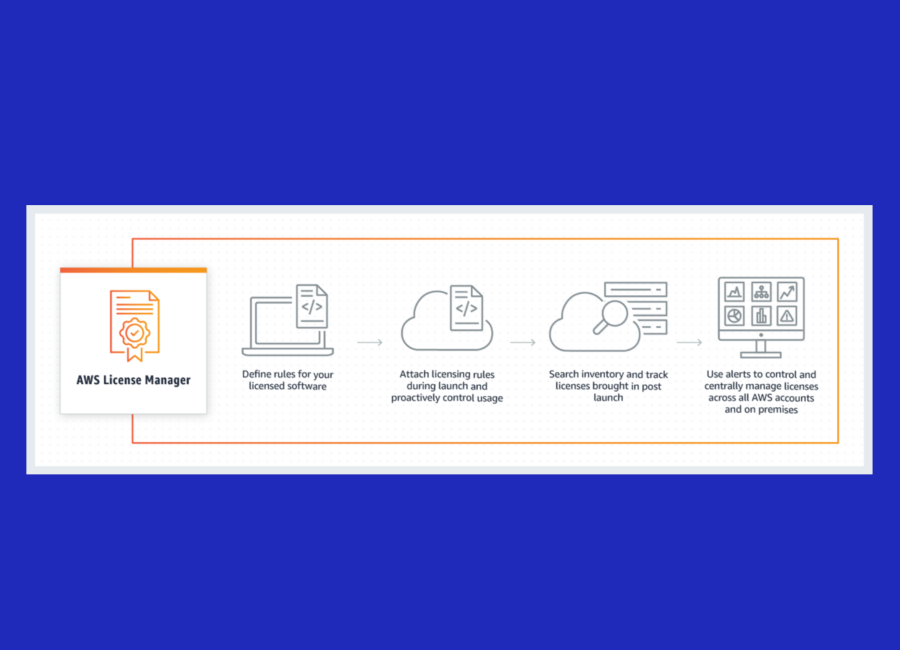 AWS License Manager
Define rules for your
licensed software
Attach licensing rules
during launch and
proactively control usage
Search inventory and track
licenses brought in post
launch
Use alerts to control and
centrally manage licenses
across all AWS accounts
and on premises